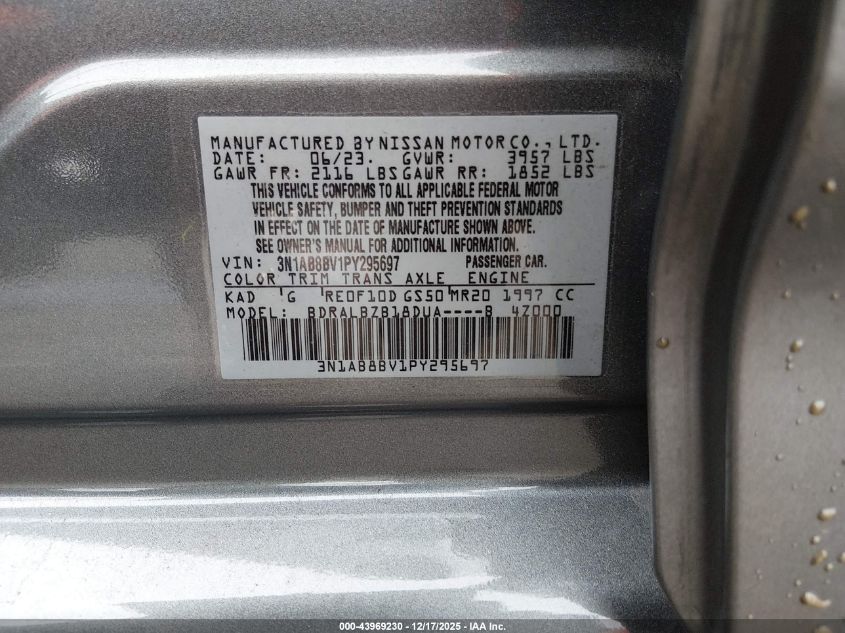 MANUFACTURED BY NISSAN MOTOR CO., LTD.
DATE: 06/23. GVWR: 3957 LBS
GAWR FR: 2116 LBS GAWR RR: 1852 LBS
THIS VEHICLE CONFORMS TO ALL APPLICABLE FEDERAL MOTOR
VEHICLE SAFETY, BUMPER AND THEFT PREVENTION STANDARDS
IN EFFECT ON THE DATE OF MANUFACTURE SHOWN ABOVE.
SEE OWNER'S MANUAL FOR ADDITIONAL INFORMATION.
VIN: 3N1AB8BV1PY295697 PASSENGER CAR.
COLOR TRIM TRANS AXLE ENGINE
KAD G RE0F10D GS50 MR20 1997 CC
MODEL: BDRALBZB18DUA----B 4Z000
3N1AB8BV1PY295697
000-43969230 - 12/17/2025 - IAA Inc.